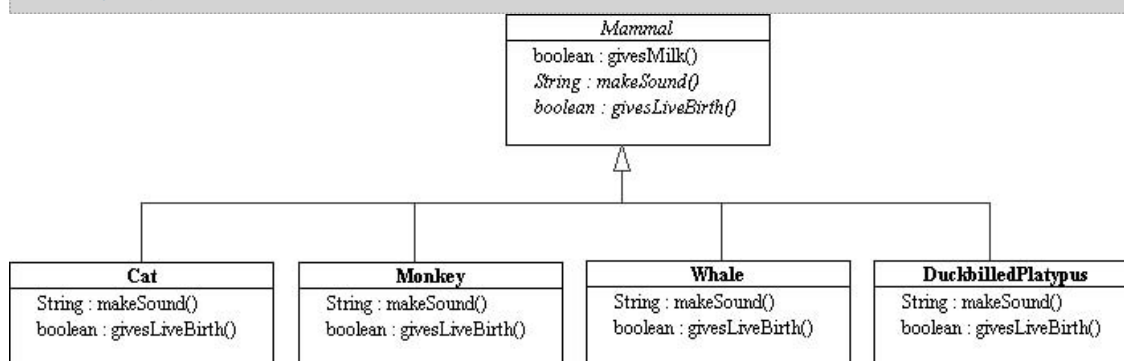 Mammal
boolean : givesMilk()
String : makeSound()
boolean : givesLiveBirth()
Cat
String : makeSound()
boolean : givesLiveBirth()
Monkey
String : makeSound()
boolean : givesLiveBirth()
Whale
String : makeSound()
boolean : givesLiveBirth()
DuckbilledPlatypus
String : makeSound()
boolean : givesLiveBirth()